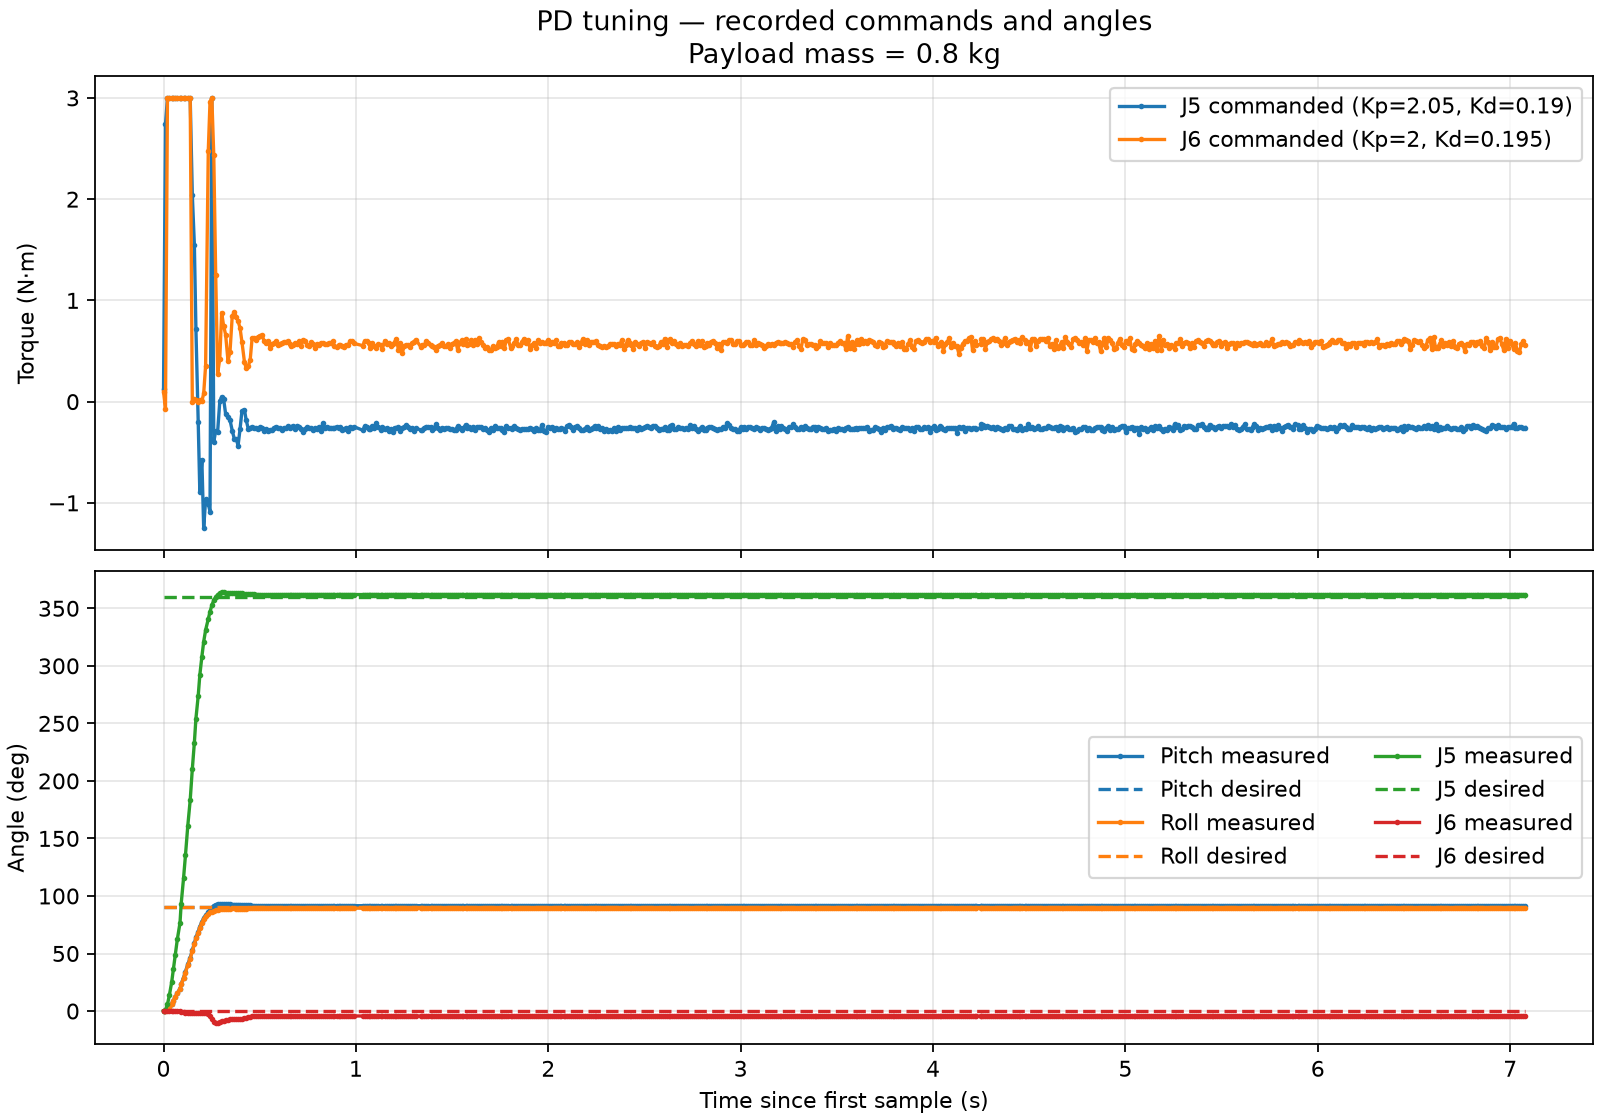 PD tuning — recorded commands and angles
Payload mass = 0.8 kg
3
2
1
0
−1
Torque (N·m)
J5 commanded (Kp=2.05, Kd=0.19)
J6 commanded (Kp=2, Kd=0.195)
350
300
250
200
150
100
50
0
Angle (deg)
Pitch measured
Pitch desired
Roll measured
Roll desired
J5 measured
J5 desired
J6 measured
J6 desired
0 1 2 3 4 5 6 7
Time since first sample (s)